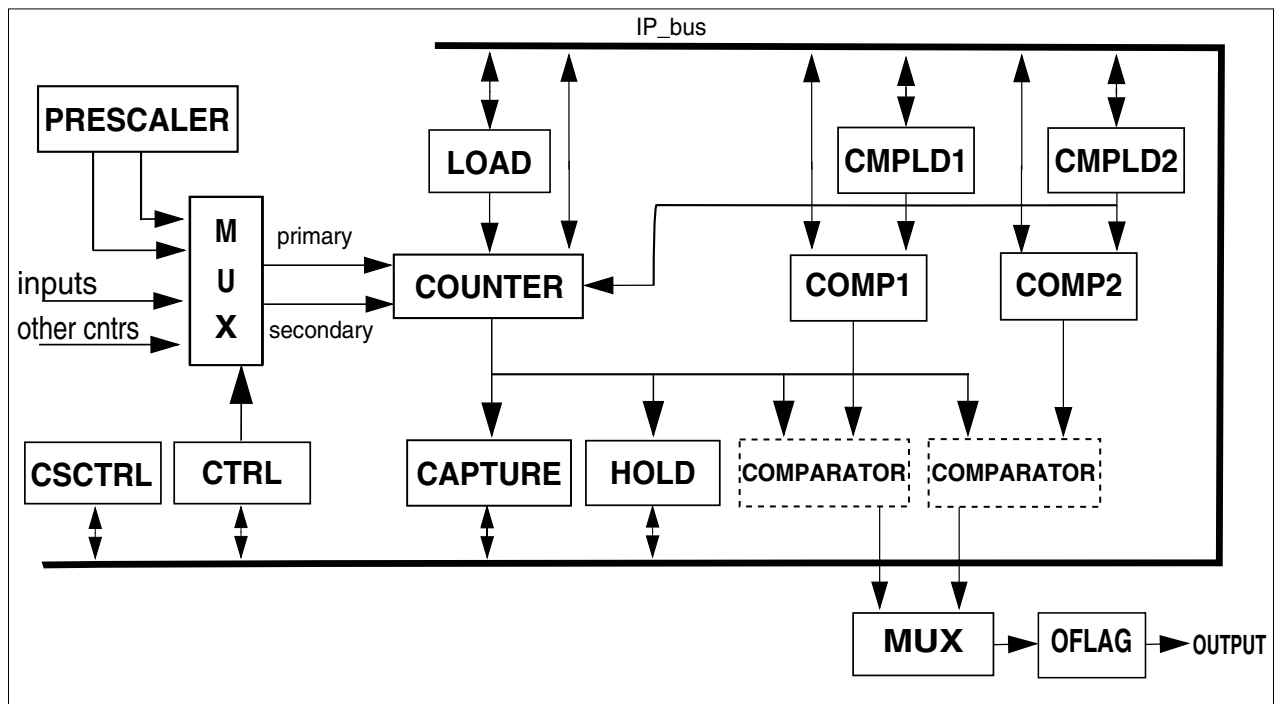 IP_bus
PRESCALER
LOAD
CMPLD1
CMPLD2
M
U
X
primary
secondary
inputs
other cntrs
COUNTER
COMP1
COMP2
CSCTRL
CTRL
CAPTURE
HOLD
COMPARATOR
COMPARATOR
MUX
OFLAG
OUTPUT